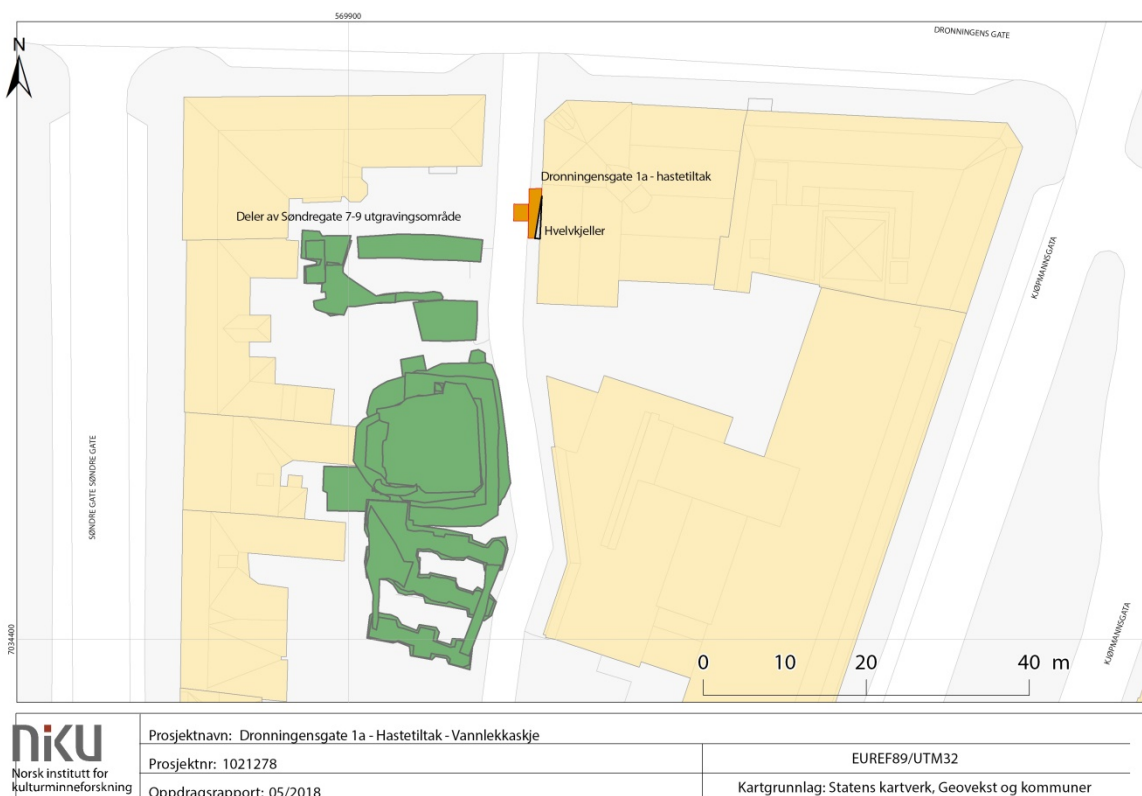 569900
DRONNINGENS GATE
N
Dronningensgate 1a - hastetiltak
Deler av Søndregate 7-9 utgravingsområde
Hvelvkjeller
KJØPMANNSGATA
SØNDRE GATE SØNDRE GATE
7034400
KJØPMANNSGATA
0 10 20 40 m
niku
Norsk institutt for
kulturminneforskning
Prosjektnavn: Dronningensgate 1a - Hastetiltak - Vannlekkaskje
Prosjektnr: 1021278
EUREF89/UTM32
Oppdragsrapport: 05/2018
Kartgrunnlag: Statens kartverk, Geovekst og kommuner